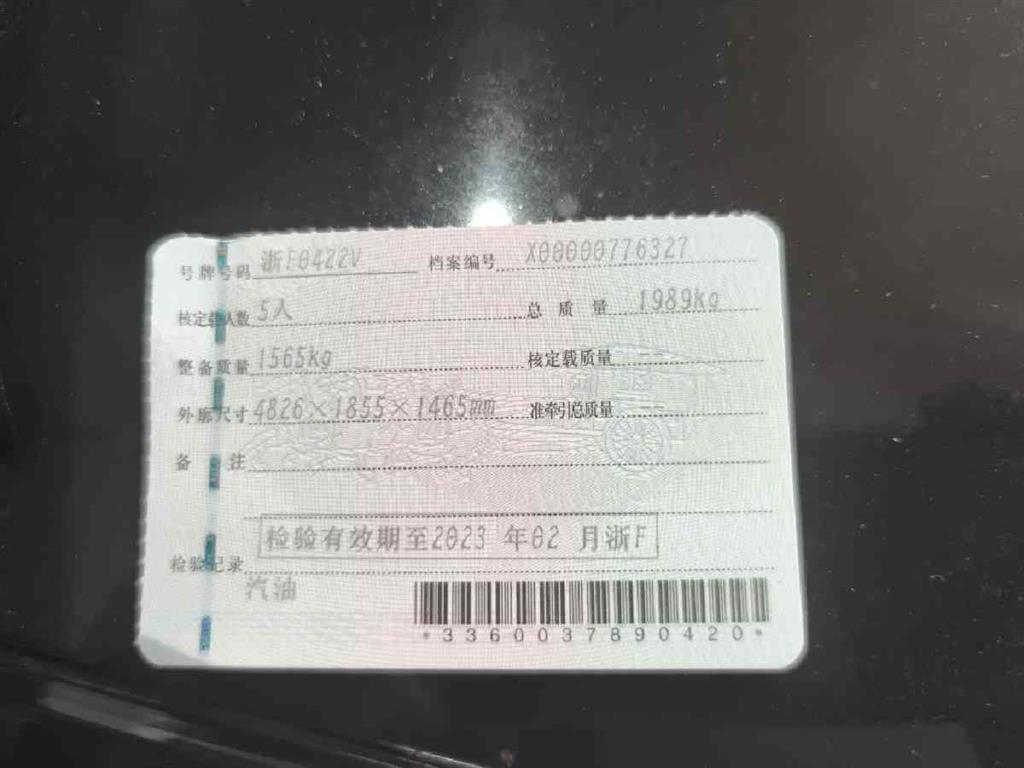 号牌号码 浙F0422V 档案编号 X00000776327
核定载人数 5人 总质量 1989kg
整备质量 1565kg 核定载质量 --
外廓尺寸 4826×1855×1465mm 准牵引总质量 --
备注
检验有效期至2023年02月浙F
检验记录
汽油
*3360037890420*